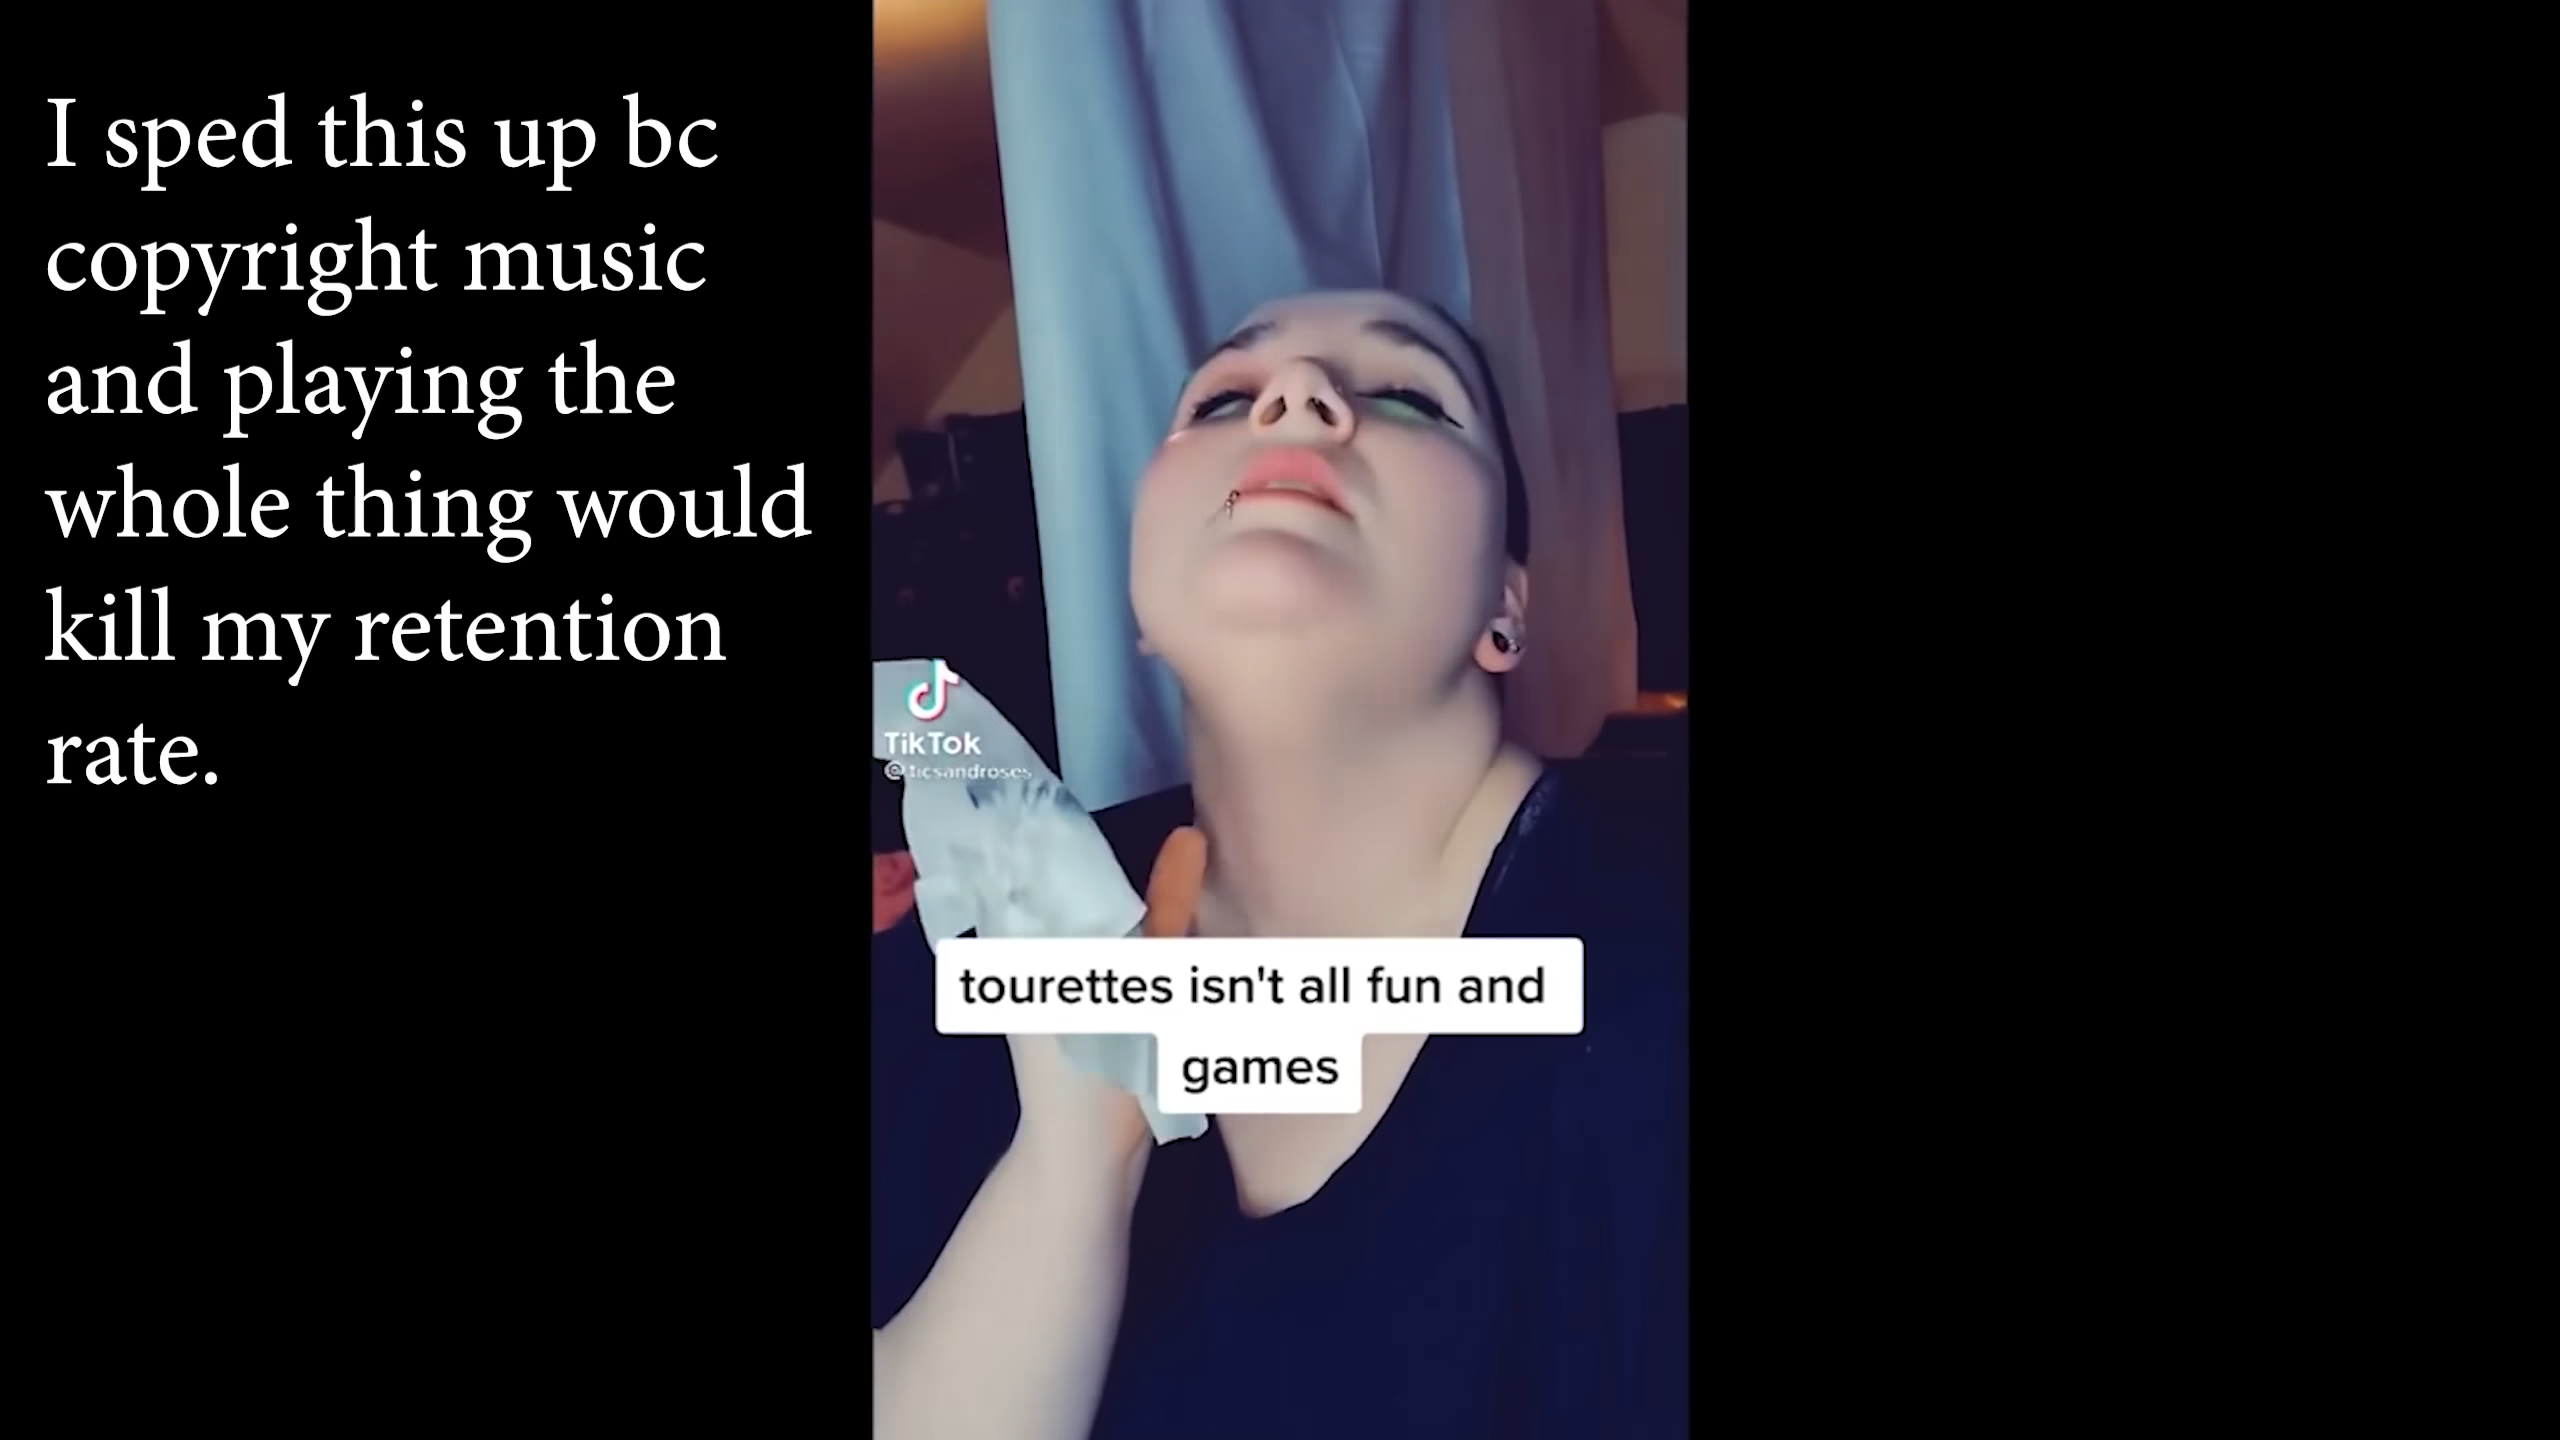 I sped this up bc
copyright music
and playing the
whole thing would
kill my retention
rate.
TikTok
@ticsandroses
tourettes isn't all fun and
games